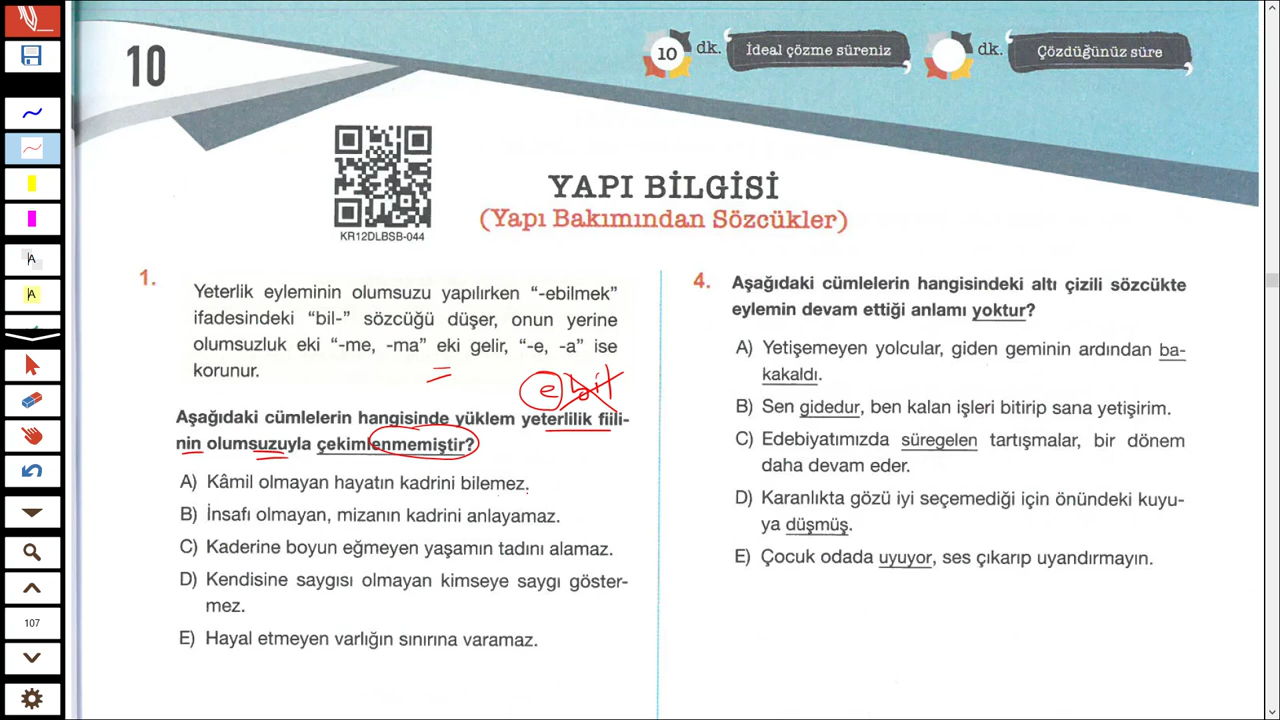 10
10 dk. İdeal çözme süreniz
dk. Çözdüğünüz süre
KR12DLBSB-044
YAPI BİLGİSİ
(Yapı Bakımından Sözcükler)
1.
Yeterlik eyleminin olumsuzu yapılırken “-ebilmek”
ifadesindeki “bil-” sözcüğü düşer, onun yerine
olumsuzluk eki “-me, -ma” eki gelir, “-e, -a” ise
korunur.
e bil
Aşağıdaki cümlelerin hangisinde yüklem yeterlilik fiili-
nin olumsuzuyla çekimlenmemiştir?
A) Kâmil olmayan hayatın kadrini bilemez.
B) İnsafı olmayan, mizanın kadrini anlayamaz.
C) Kaderine boyun eğmeyen yaşamın tadını alamaz.
D) Kendisine saygısı olmayan kimseye saygı göster-
mez.
E) Hayal etmeyen varlığın sınırına varamaz.
4. Aşağıdaki cümlelerin hangisindeki altı çizili sözcükte
eylemin devam ettiği anlamı yoktur?
A) Yetişemeyen yolcular, giden geminin ardından ba-
kakaldı.
B) Sen gidedur, ben kalan işleri bitirip sana yetişirim.
C) Edebiyatımızda süregelen tartışmalar, bir dönem
daha devam eder.
D) Karanlıkta gözü iyi seçemediği için önündeki kuyu-
ya düşmüş.
E) Çocuk odada uyuyor, ses çıkarıp uyandırmayın.
A
A
107